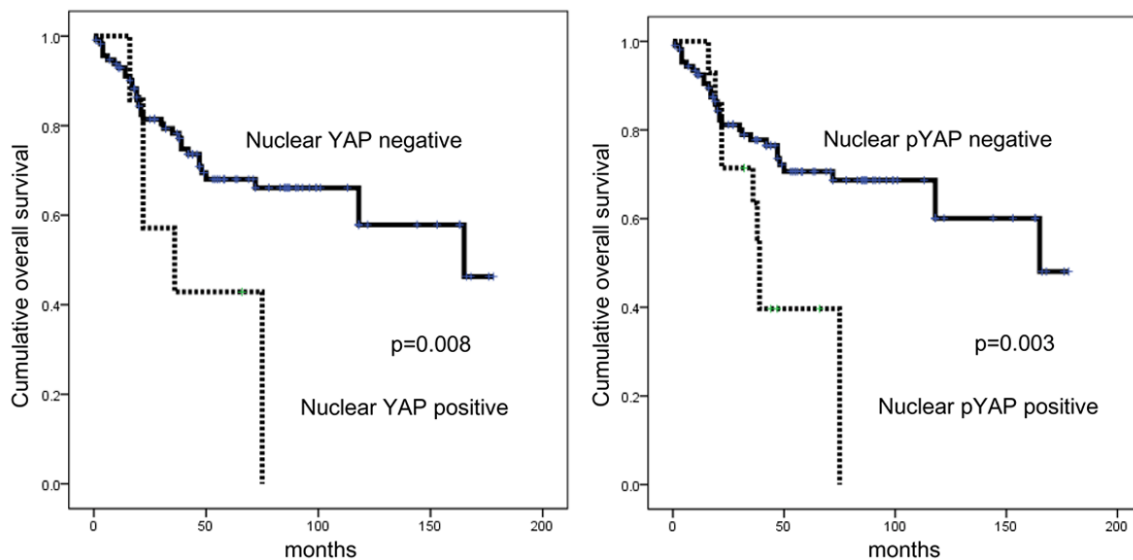 Cumulative overall survival
1.0
0.8
0.6
0.4
0.2
0.0
Nuclear YAP negative
p=0.008
Nuclear YAP positive
0 50 100 150 200
months
Cumulative overall survival
1.0
0.8
0.6
0.4
0.2
0.0
Nuclear pYAP negative
p=0.003
Nuclear pYAP positive
0 50 100 150 200
months